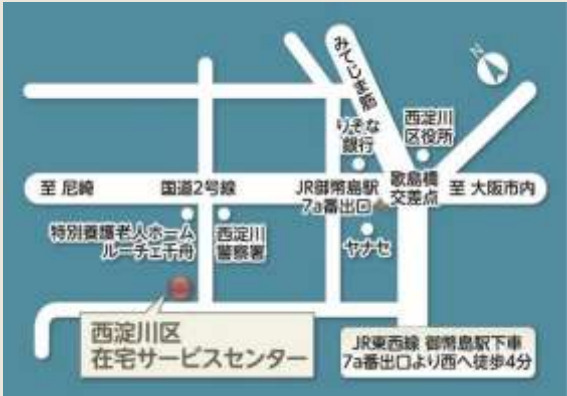 N
みてじま筋
りそな
銀行
西淀川
区役所
至 尼崎
国道2号線
JR御幣島駅
7a番出口
歌島橋
交差点
至 大阪市内
特別養護老人ホーム
ルーチェ千舟
西淀川
警察署
ヤナセ
西淀川区
在宅サービスセンター
JR東西線 御幣島駅下車
7a番出口より西へ徒歩4分